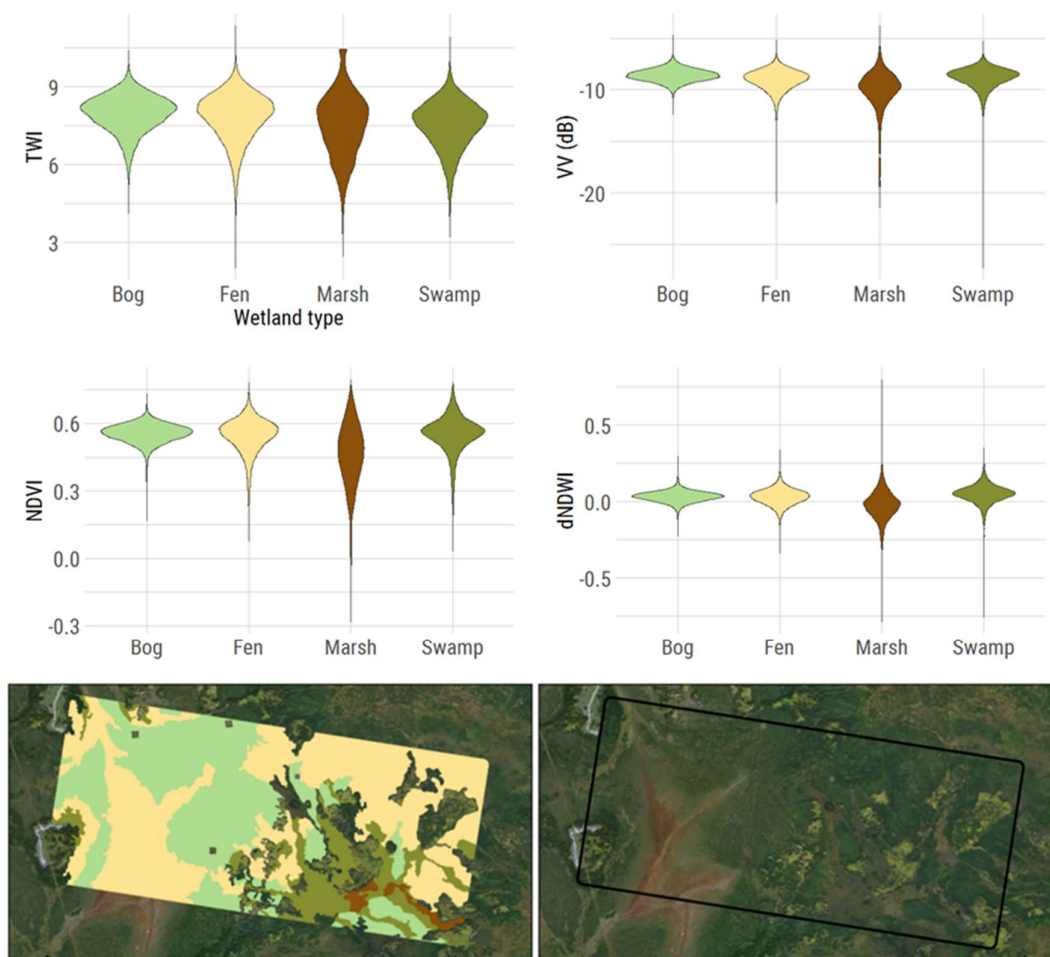 TWI
9
6
3
Bog Fen Marsh Swamp
Wetland type
VV (dB)
-10
-20
Bog Fen Marsh Swamp
NDVI
0.6
0.3
0.0
-0.3
Bog Fen Marsh Swamp
dNDWI
0.5
0.0
-0.5
Bog Fen Marsh Swamp